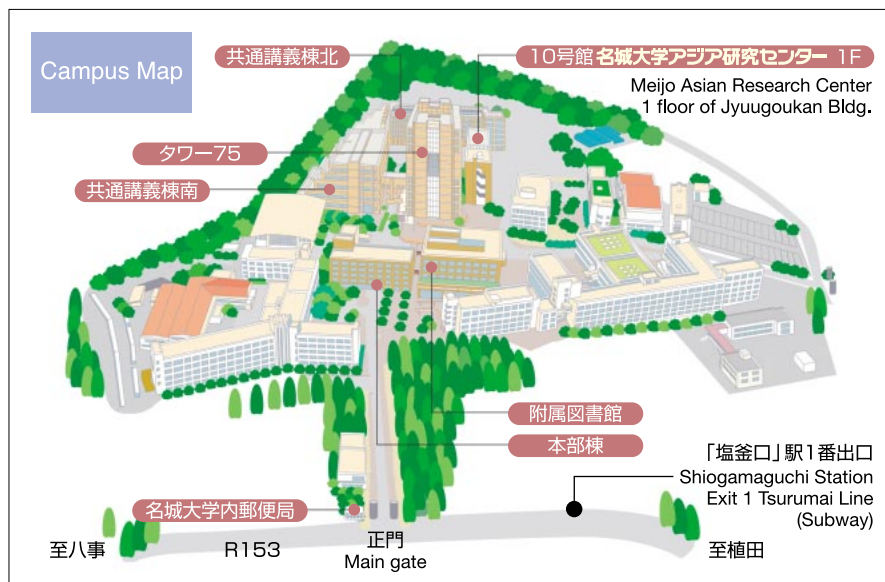 Campus Map
共通講義棟北
10号館 名城大学アジア研究センター 1F
Meijo Asian Research Center
1 floor of Jyuugoukan Bldg.
タワー75
共通講義棟南
附属図書館
本部棟
「塩釜口」駅1番出口
Shiogamaguchi Station
Exit 1 Tsurumai Line
(Subway)
名城大学内郵便局
至八事
R153
正門
Main gate
至植田